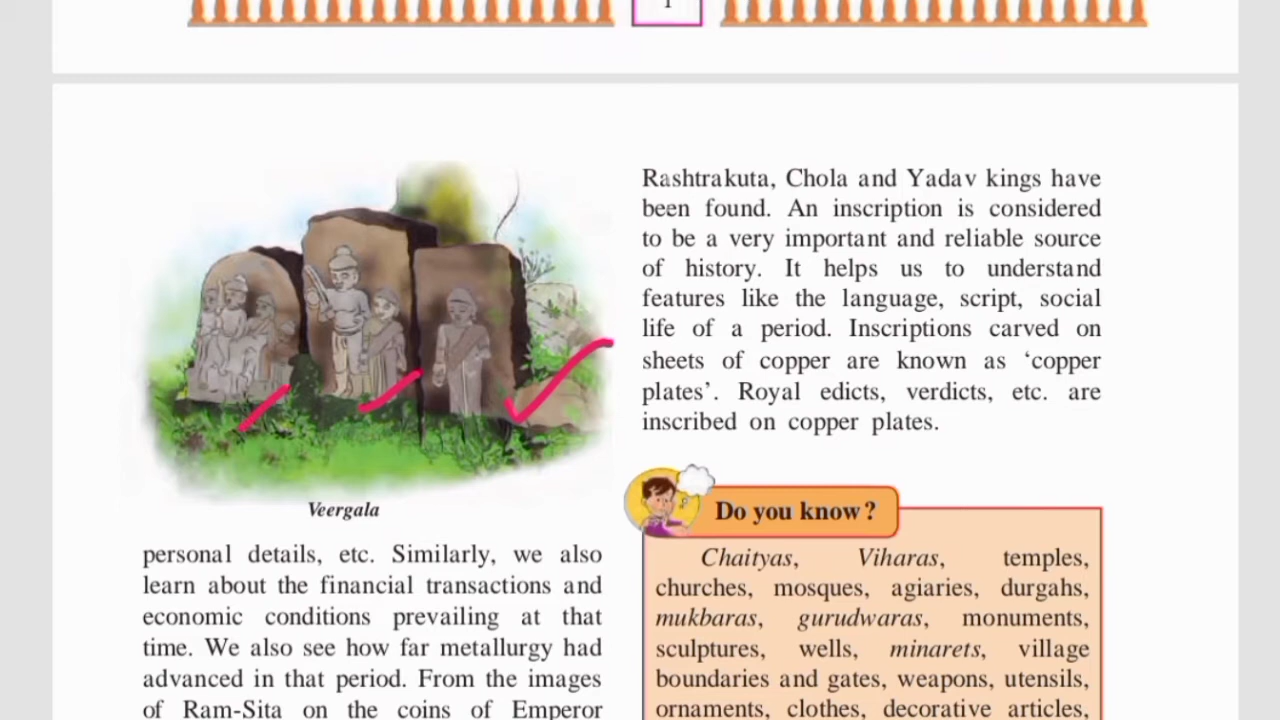 1
Veergala
personal details, etc. Similarly, we also
learn about the financial transactions and
economic conditions prevailing at that
time. We also see how far metallurgy had
advanced in that period. From the images
of Ram-Sita on the coins of Emperor
Rashtrakuta, Chola and Yadav kings have
been found. An inscription is considered
to be a very important and reliable source
of history. It helps us to understand
features like the language, script, social
life of a period. Inscriptions carved on
sheets of copper are known as ‘copper
plates’. Royal edicts, verdicts, etc. are
inscribed on copper plates.
Do you know ?
Chaityas, Viharas, temples,
churches, mosques, agiaries, durgahs,
mukbaras, gurudwaras, monuments,
sculptures, wells, minarets, village
boundaries and gates, weapons, utensils,
ornaments, clothes, decorative articles,